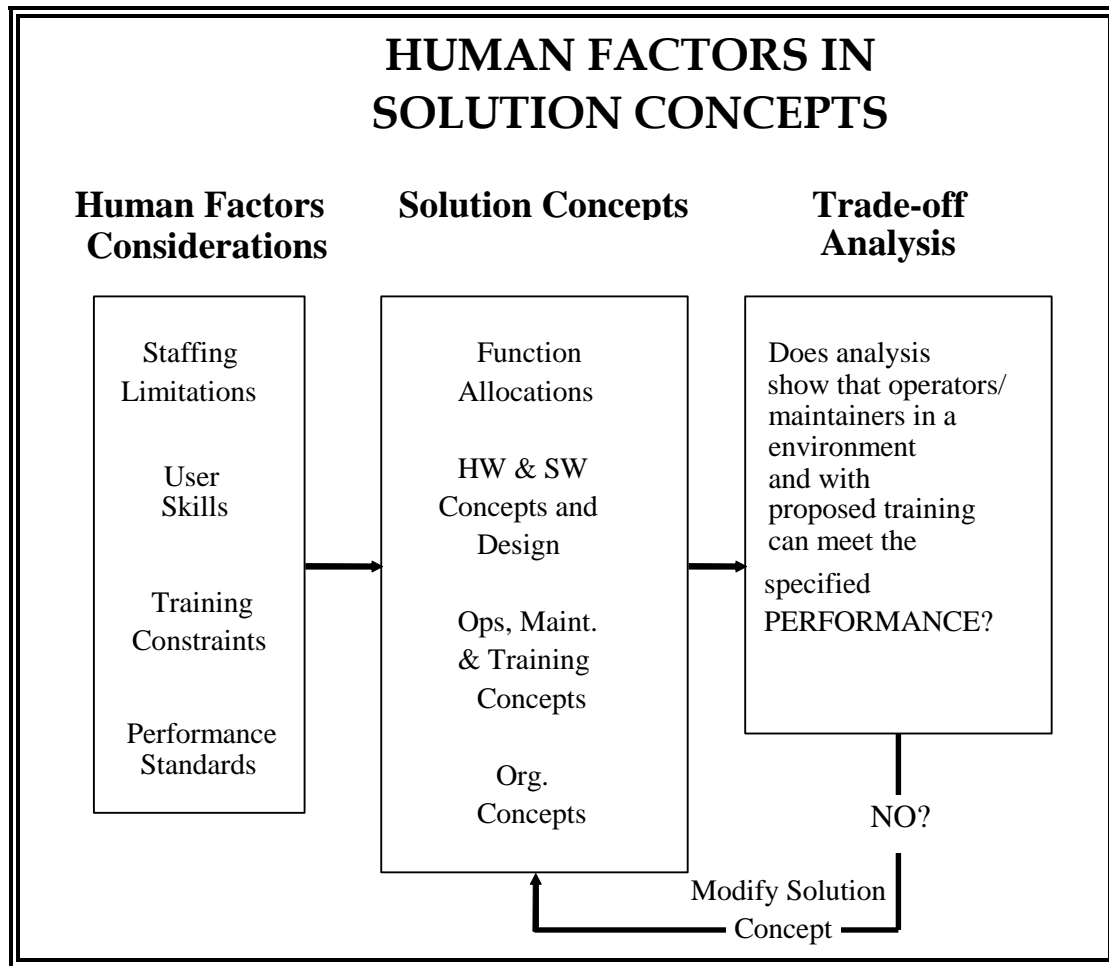 HUMAN FACTORS IN
SOLUTION CONCEPTS
Human Factors
Considerations
Staffing
Limitations
User
Skills
Training
Constraints
Performance
Standards
Solution Concepts
Function
Allocations
HW & SW
Concepts and
Design
Ops, Maint.
& Training
Concepts
Org.
Concepts
Trade-off
Analysis
Does analysis
show that operators/
maintainers in a
environment
and with
proposed training
can meet the
specified
PERFORMANCE?
NO?
Modify Solution
Concept